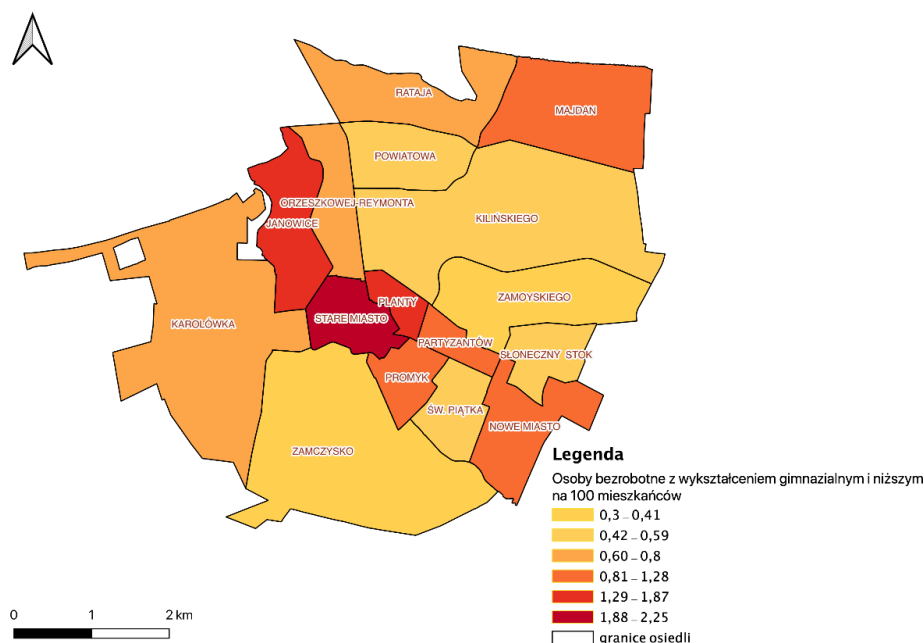 RATAJA
MAJDAN
POWIATOWA
ORZESZKOWEJ-REYMONTA
KILIŃSKIEGO
JANOWICE
ZAMOYSKIEGO
PLANTY
STARE MIASTO
KAROLÓWKA
PARTYZANTÓW
SŁONECZNY STOK
PROMYK
ŚW. PIĄTKA
NOWE MIASTO
ZAMCZYSKO
Legenda
Osoby bezrobotne z wykształceniem gimnazialnym i niższym
na 100 mieszkańców
0,3 – 0,41
0,42 – 0,59
0,60 – 0,8
0,81 – 1,28
1,29 – 1,87
1,88 – 2,25
granice osiedli
0 1 2 km